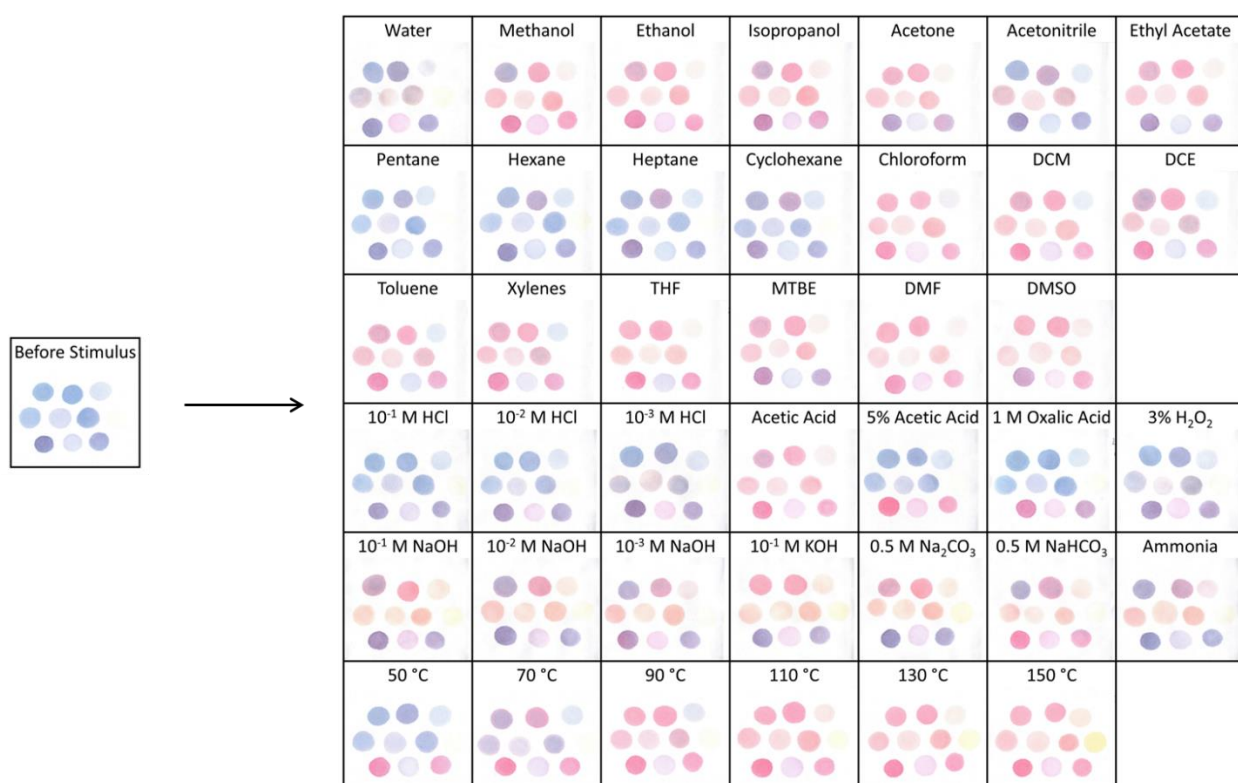 Water Methanol Ethanol Isopropanol Acetone Acetonitrile Ethyl Acetate
Pentane Hexane Heptane Cyclohexane Chloroform DCM DCE
Toluene Xylenes THF MTBE DMF DMSO
Before Stimulus
10⁻¹ M HCl 10⁻² M HCl 10⁻³ M HCl Acetic Acid 5% Acetic Acid 1 M Oxalic Acid 3% H₂O₂
10⁻¹ M NaOH 10⁻² M NaOH 10⁻³ M NaOH 10⁻¹ M KOH 0.5 M Na₂CO₃ 0.5 M NaHCO₃ Ammonia
50 °C 70 °C 90 °C 110 °C 130 °C 150 °C